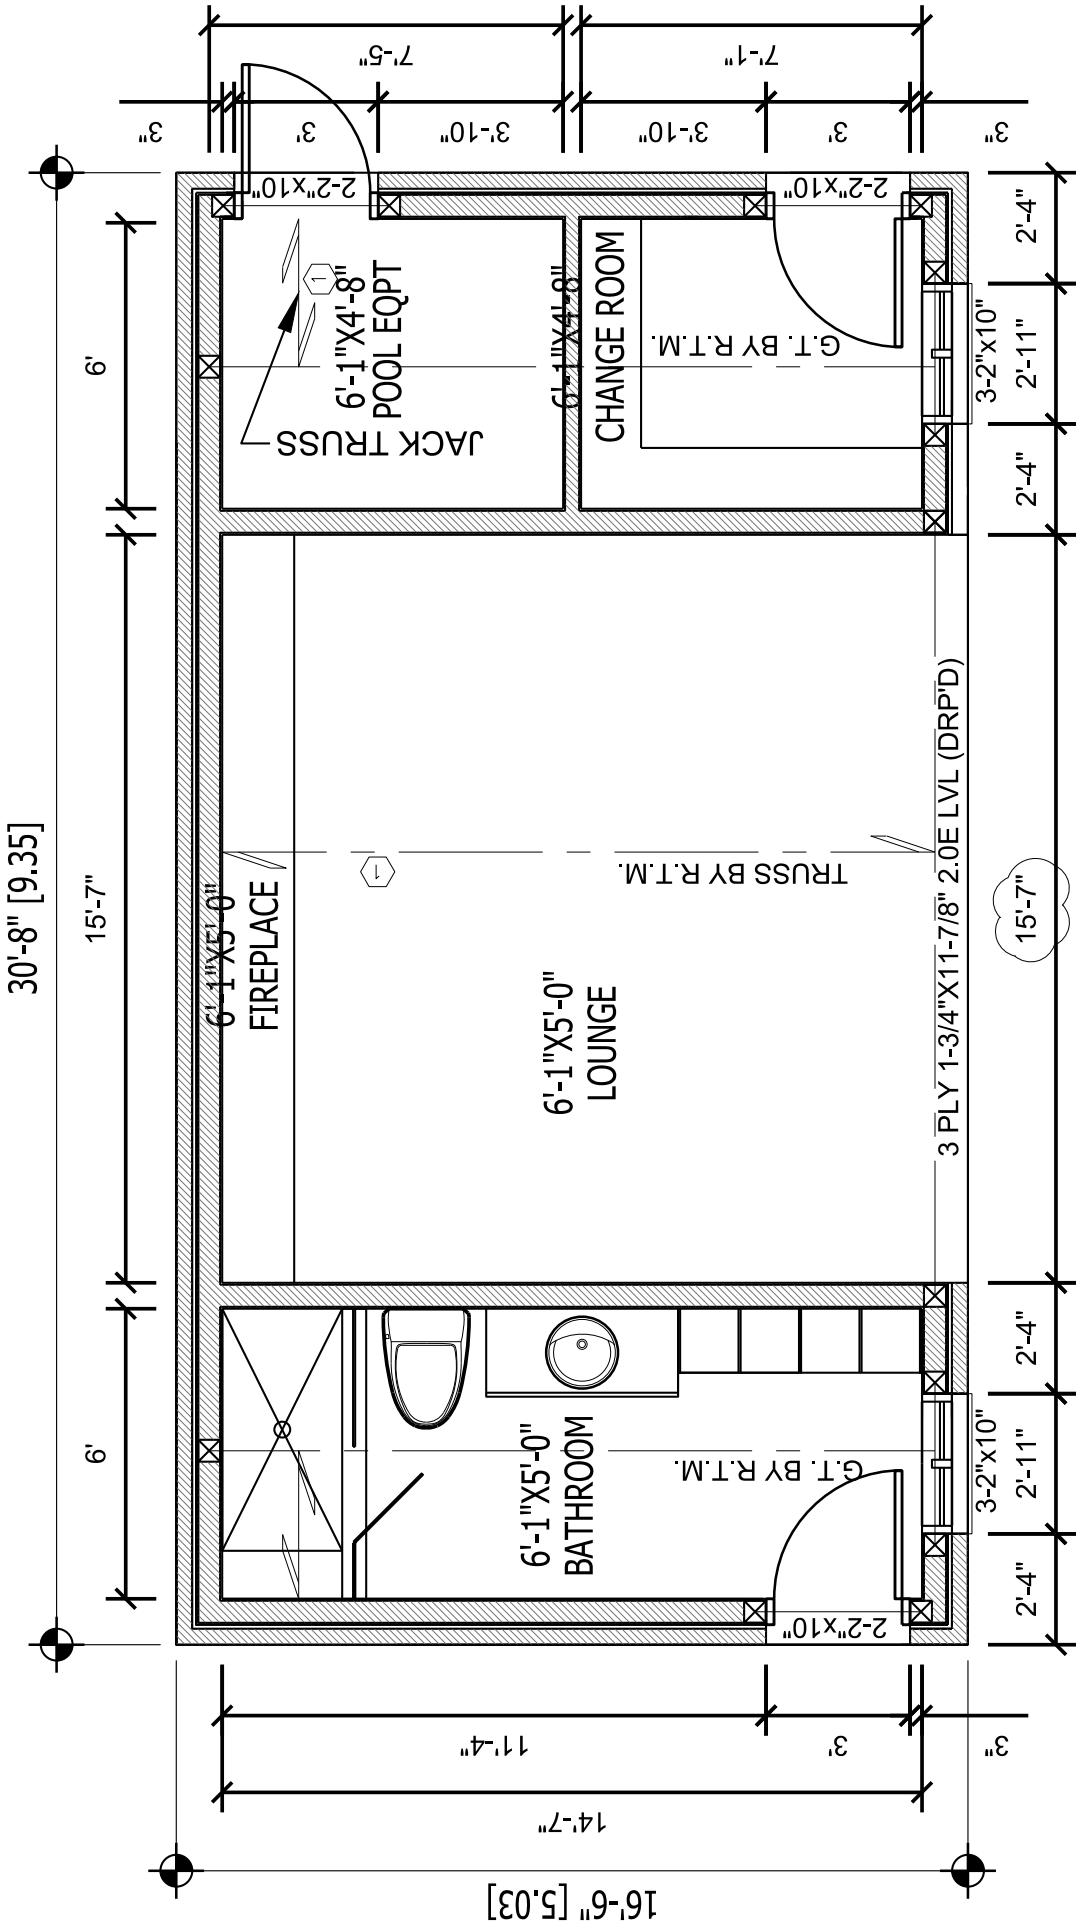 7'-5"
7'-1"
3"
3'
3'-10"
3'-10"
3'
3"
2-2"x10"
2-2"x10"
30'-8" [9.35]
6'
15'-7"
6'
1
6'-1"X4'-8"
POOL EQPT
JACK TRUSS
6'-1"X4'-8"
CHANGE ROOM
G.T. BY R.T.M.
3-2"x10"
2'-4"
2'-11"
2'-4"
6'-1"X5'-0"
FIREPLACE
1
TRUSS BY R.T.M.
6'-1"X5'-0"
LOUNGE
3 PLY 1-3/4"X11-7/8" 2.0E LVL (DRP'D)
15'-7"
6'-1"X5'-0"
BATHROOM
G.T. BY R.T.M.
3-2"x10"
2'-4"
2'-11"
2'-4"
2-2"x10"
11'-4"
3'
3"
14'-7"
16'-6" [5.03]